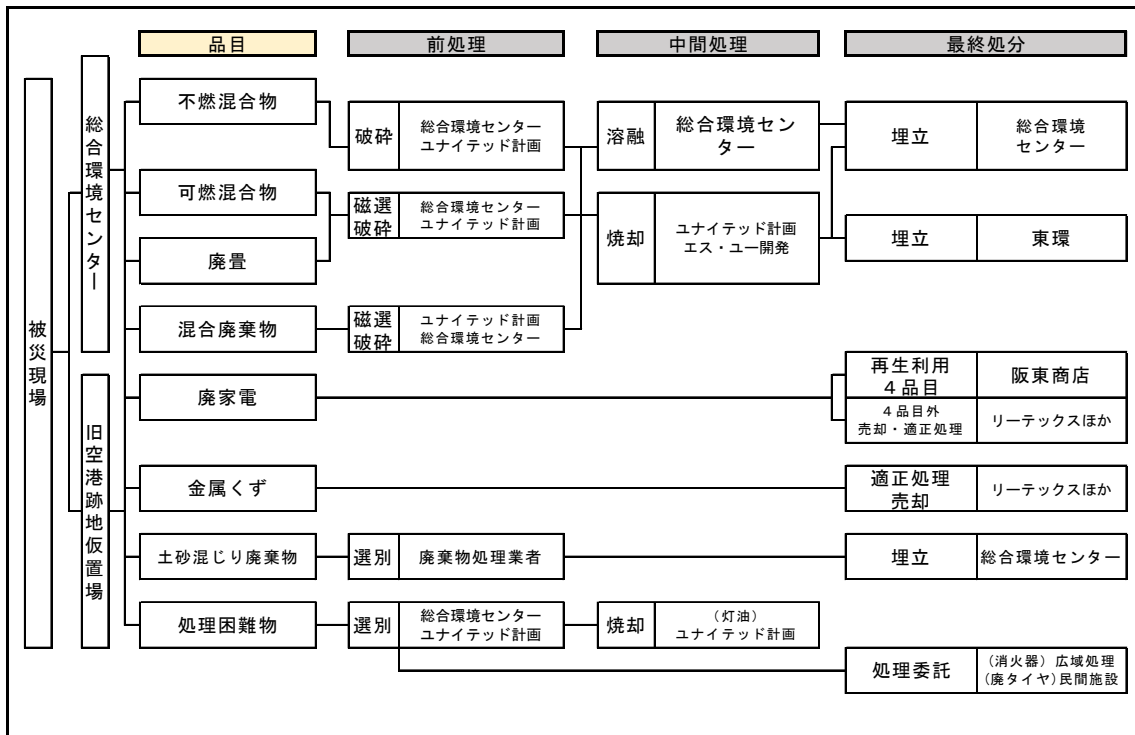 品目
前処理
中間処理
最終処分
被災現場
総合環境センター
旧空港跡地仮置場
不燃混合物
破砕
総合環境センター
ユナイテッド計画
溶融
総合環境セン
ター
埋立
総合環境
センター
可燃混合物
磁選
破砕
総合環境センター
ユナイテッド計画
焼却
ユナイテッド計画
エス・ユー開発
埋立
東環
廃畳
混合廃棄物
磁選
破砕
ユナイテッド計画
総合環境センター
廃家電
再生利用
4品目
阪東商店
4品目外
売却・適正処理
リーテックスほか
金属くず
適正処理
売却
リーテックスほか
土砂混じり廃棄物
選別
廃棄物処理業者
埋立
総合環境センター
処理困難物
選別
総合環境センター
ユナイテッド計画
焼却
(灯油)
ユナイテッド計画
処理委託
(消火器)広域処理
(廃タイヤ)民間施設